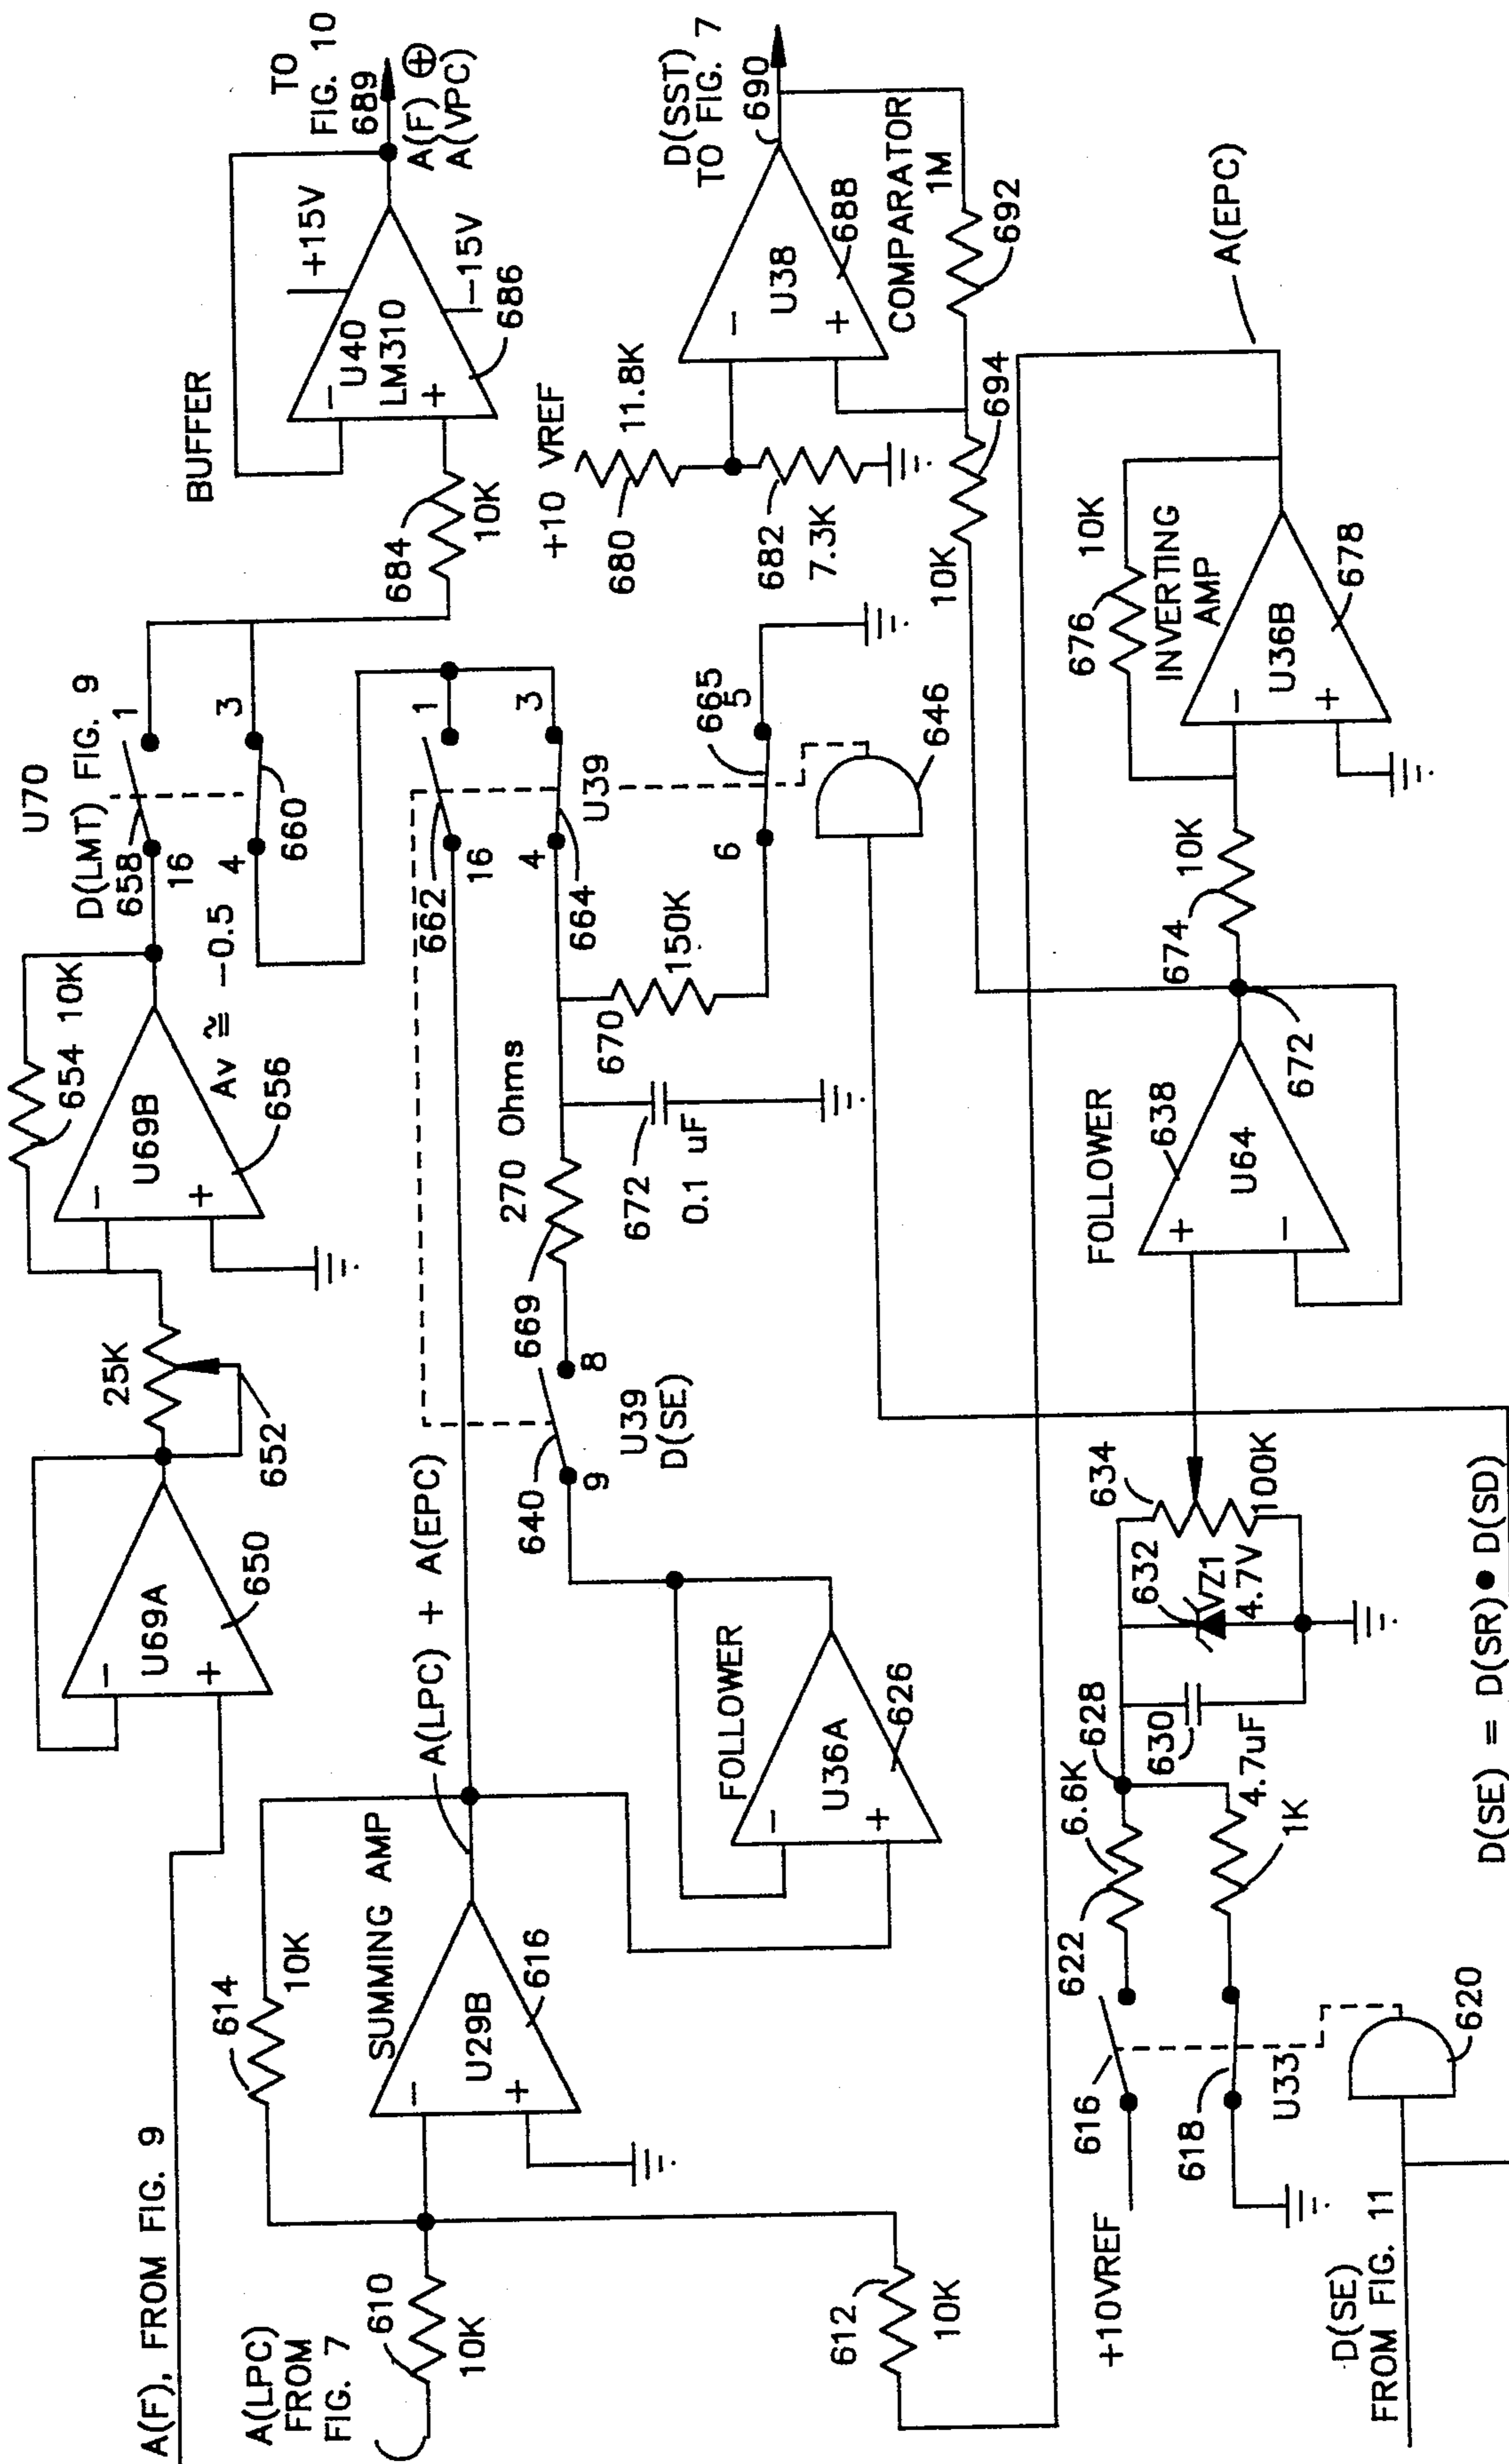 A(F), FROM FIG. 9
A(LPC)
FROM
FIG. 7
610
10K
612
10K
614
10K
SUMMING AMP
U29B
616
A(LPC) + A(EPC)
U69A
650
25K
652
654 10K
U69B
656
Av ≅ -0.5
U70
D(LMT) FIG. 9
658
16
1
4
3
660
FOLLOWER
U36A
626
640
9
8
U39
D(SE)
669
270 Ohms
672
0.1 uF
670
150K
662
16
1
664
4
3
U39
665
6
5
646
BUFFER
684
10K
U40
LM310
+15V
-15V
686
TO
FIG. 10
689
A(F) ⊕
A(VPC)
+10 VREF
680
11.8K
682
7.3K
U38
688
COMPARATOR
D(SST)
TO FIG. 7
690
1M
692
694
10K
+10VREF
616
618
U33
D(SE)
FROM FIG. 11
620
622
6.6K
628
1K
630
4.7uF
632
VZ1
4.7V
634
100K
FOLLOWER
638
U64
672
674
10K
676
10K
INVERTING
AMP
U36B
678
A(EPC)
D(SE) = D(SR) ● D(SD)
-
+
-
+
-
+
-
+
-
+
-
+
+
-
-
+